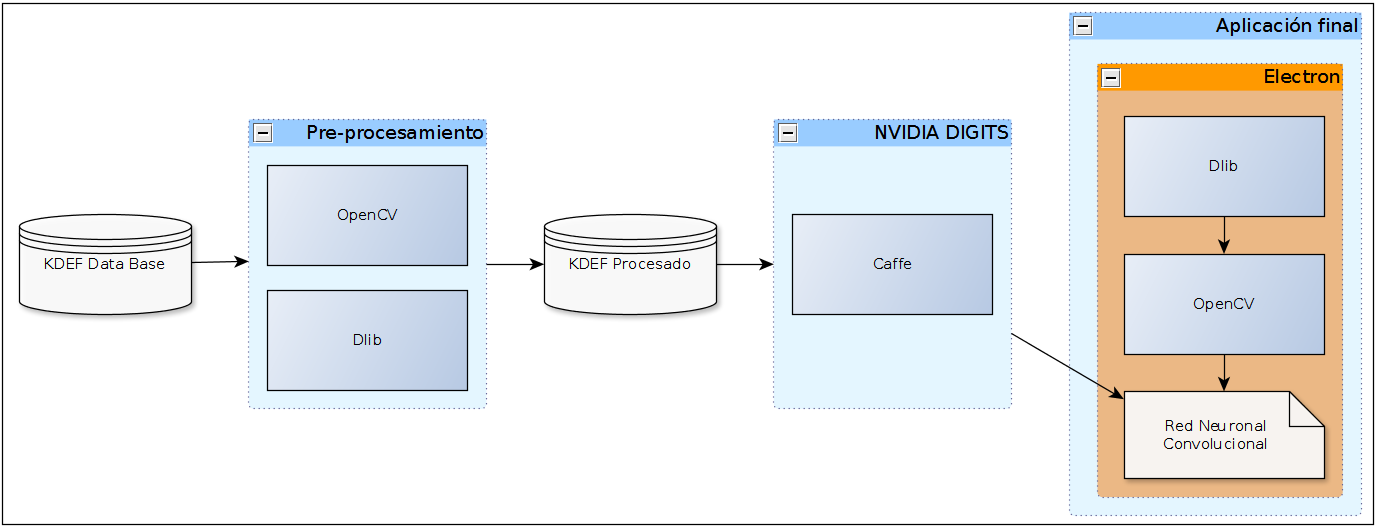 KDEF Data Base
Pre-procesamiento
OpenCV
Dlib
KDEF Procesado
NVIDIA DIGITS
Caffe
Aplicación final
Electron
Dlib
OpenCV
Red Neuronal
Convolucional